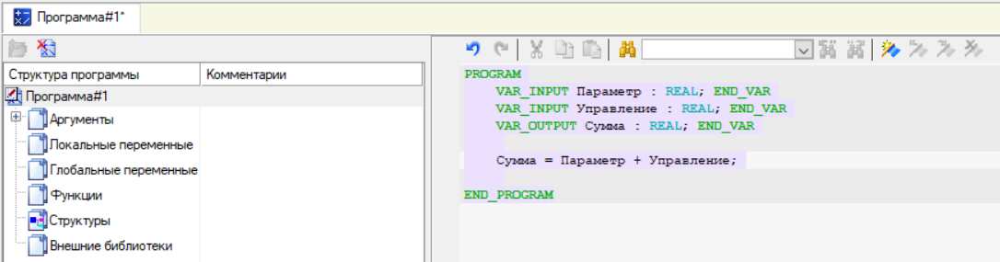 Программа#1*
Структура программы Комментарии
Программа#1
Аргументы
Локальные переменные
Глобальные переменные
Функции
Структуры
Внешние библиотеки
PROGRAM
VAR_INPUT Параметр : REAL; END_VAR
VAR_INPUT Управление : REAL; END_VAR
VAR_OUTPUT Сумма : REAL; END_VAR
Сумма = Параметр + Управление;
END_PROGRAM